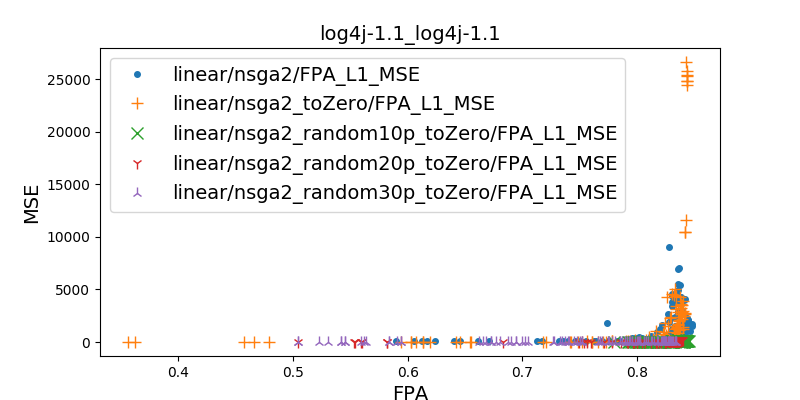 log4j-1.1_log4j-1.1
linear/nsga2/FPA_L1_MSE
linear/nsga2_toZero/FPA_L1_MSE
linear/nsga2_random10p_toZero/FPA_L1_MSE
linear/nsga2_random20p_toZero/FPA_L1_MSE
linear/nsga2_random30p_toZero/FPA_L1_MSE
MSE
25000
20000
15000
10000
5000
0
0.4 0.5 0.6 0.7 0.8
FPA